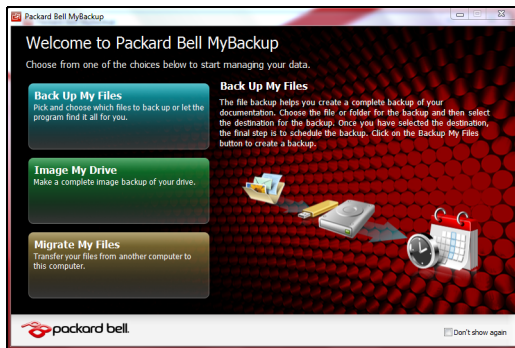 Packard Bell MyBackup
Welcome to Packard Bell MyBackup
Choose from one of the choices below to start managing your data.
Back Up My Files
Pick and choose which files to back up or let the
program find it all for you.
Image My Drive
Make a complete image backup of your drive.
Migrate My Files
Transfer your files from another computer to
this computer.
Back Up My Files
The file backup helps you create a complete backup of your
documentation. Choose the file or folder for the backup and then select
the destination for the backup. Once you have selected the destination,
the final step is to schedule the backup. Click on the Backup My Files
button to create a backup.
packard bell.
Don't show again